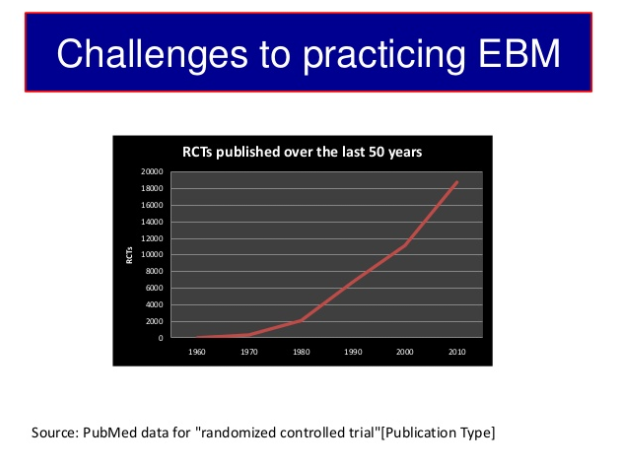 Challenges to practicing EBM
RCTs published over the last 50 years
20000
18000
16000
14000
12000
10000
8000
6000
4000
2000
0
RCTs
1960 1970 1980 1990 2000 2010
Source: PubMed data for "randomized controlled trial"[Publication Type]